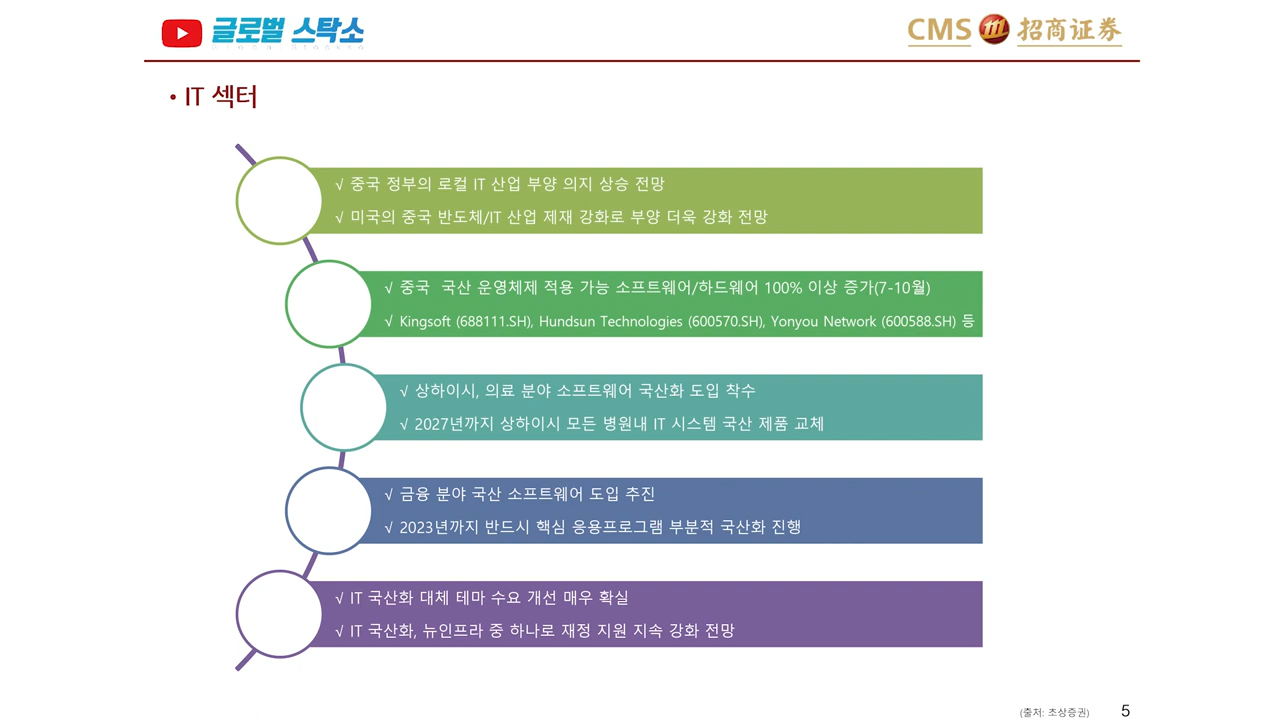 글로벌 스탁소
Global Stockso
CMS 招商证券
• IT 섹터
√ 중국 정부의 로컬 IT 산업 부양 의지 상승 전망
√ 미국의 중국 반도체/IT 산업 제재 강화로 부양 더욱 강화 전망
√ 중국 국산 운영체제 적용 가능 소프트웨어/하드웨어 100% 이상 증가(7-10월)
√ Kingsoft (688111.SH), Hundsun Technologies (600570.SH), Yonyou Network (600588.SH) 등
√ 상하이시, 의료 분야 소프트웨어 국산화 도입 착수
√ 2027년까지 상하이시 모든 병원내 IT 시스템 국산 제품 교체
√ 금융 분야 국산 소프트웨어 도입 추진
√ 2023년까지 반드시 핵심 응용프로그램 부분적 국산화 진행
√ IT 국산화 대체 테마 수요 개선 매우 확실
√ IT 국산화, 뉴인프라 중 하나로 재정 지원 지속 강화 전망
(출처: 초상증권)
5